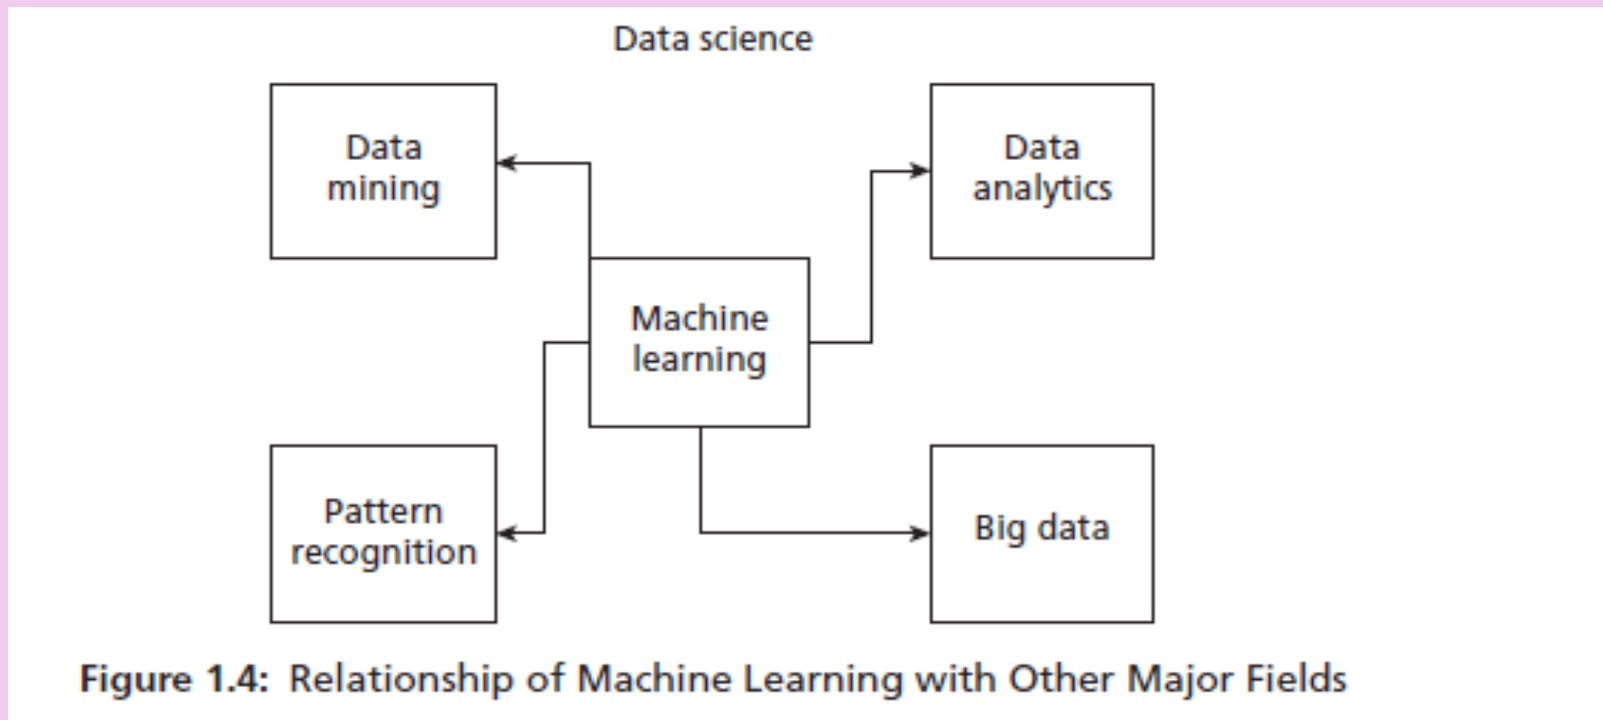 Data science
Data
mining
Data
analytics
Machine
learning
Pattern
recognition
Big data
Figure 1.4: Relationship of Machine Learning with Other Major Fields